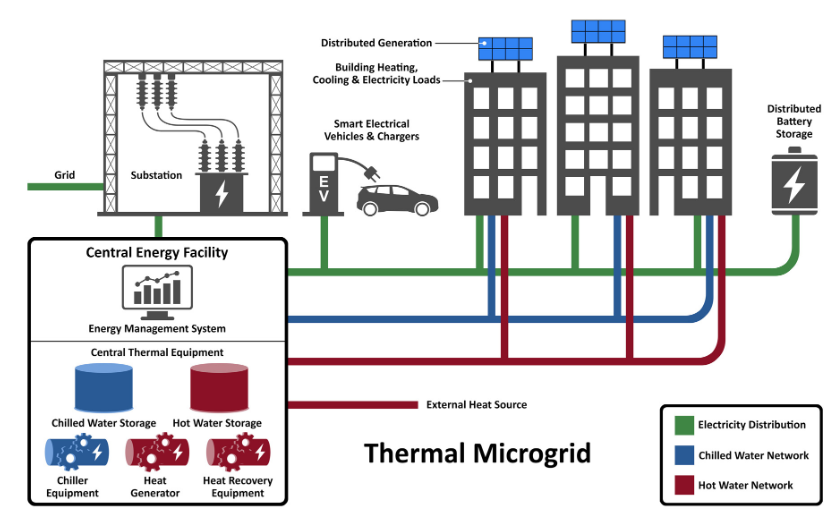 Distributed Generation
Building Heating,
Cooling & Electricity Loads
Smart Electrical
Vehicles & Chargers
Distributed
Battery
Storage
Grid
Substation
E
V
Central Energy Facility
Energy Management System
Central Thermal Equipment
Chilled Water Storage
Hot Water Storage
Chiller
Equipment
Heat
Generator
Heat Recovery
Equipment
External Heat Source
Thermal Microgrid
Electricity Distribution
Chilled Water Network
Hot Water Network